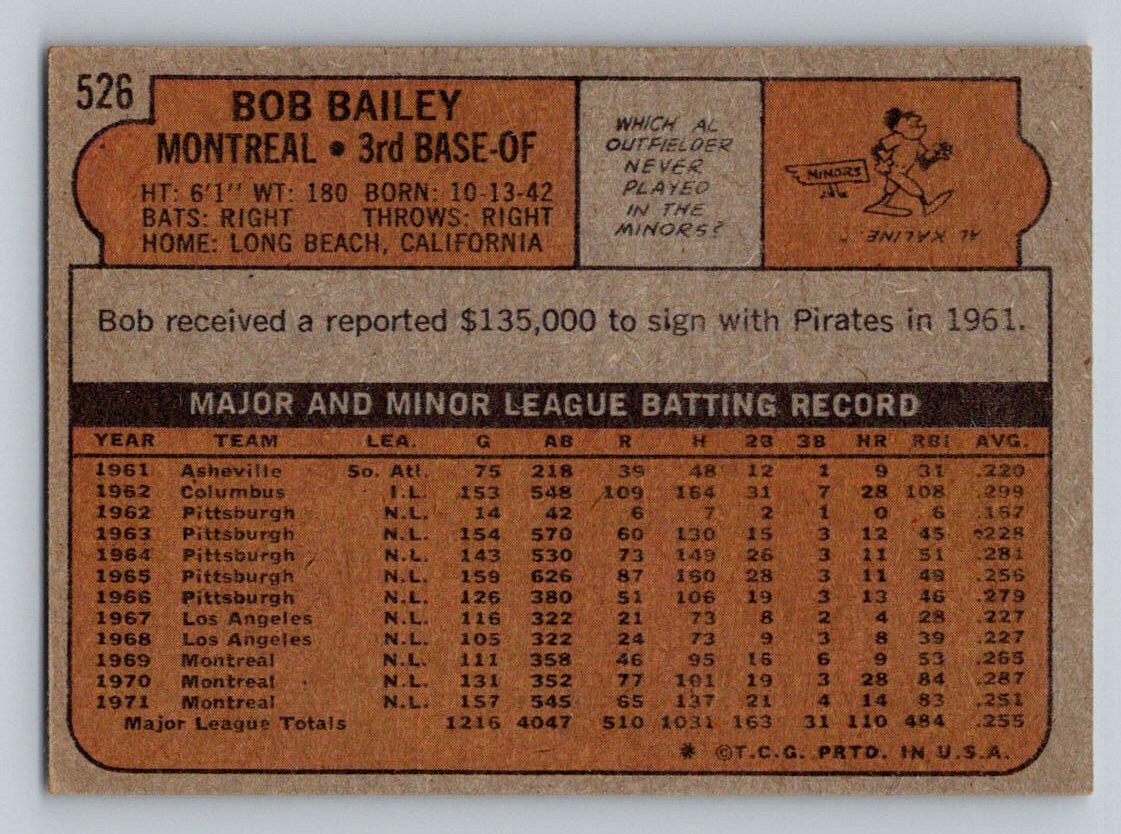 526
BOB BAILEY
MONTREAL • 3rd BASE-OF
HT: 6'1" WT: 180 BORN: 10-13-42
BATS: RIGHT THROWS: RIGHT
HOME: LONG BEACH, CALIFORNIA
WHICH AL
OUTFIELDER
NEVER
PLAYED
IN THE
MINORS?
MINORS
AL KALINE.
Bob received a reported $135,000 to sign with Pirates in 1961.
MAJOR AND MINOR LEAGUE BATTING RECORD
YEAR TEAM LEA. G AB R H 2B 3B HR RBI AVG.
1961 Asheville So. Atl. 75 218 39 48 12 1 9 31 .220
1962 Columbus I.L. 153 548 109 164 31 7 28 108 .299
1962 Pittsburgh N.L. 14 42 6 7 2 1 0 6 .167
1963 Pittsburgh N.L. 154 570 60 130 15 3 12 45 .228
1964 Pittsburgh N.L. 143 530 73 149 26 3 11 51 .281
1965 Pittsburgh N.L. 159 626 87 160 28 3 11 49 .256
1966 Pittsburgh N.L. 126 380 51 106 19 3 13 46 .279
1967 Los Angeles N.L. 116 322 21 73 8 2 4 28 .227
1968 Los Angeles N.L. 105 322 24 73 9 3 8 39 .227
1969 Montreal N.L. 111 358 46 95 16 6 9 53 .265
1970 Montreal N.L. 131 352 77 101 19 3 28 84 .287
1971 Montreal N.L. 157 545 65 137 21 4 14 83 .251
Major League Totals 1216 4047 510 1031 163 31 110 484 .255
* ©T.C.G. PRTD. IN U.S.A.